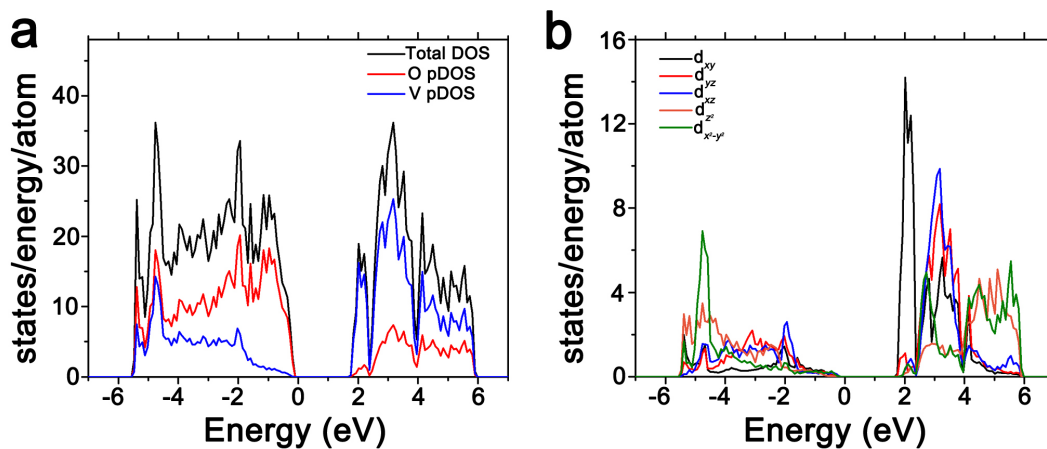 a
states/energy/atom
40
30
20
10
0
Total DOS
O pDOS
V pDOS
-6 -4 -2 0 2 4 6
Energy (eV)
b
states/energy/atom
16
12
8
4
0
dxy
dyz
dxz
dz²
dx²-y²
-6 -4 -2 0 2 4 6
Energy (eV)